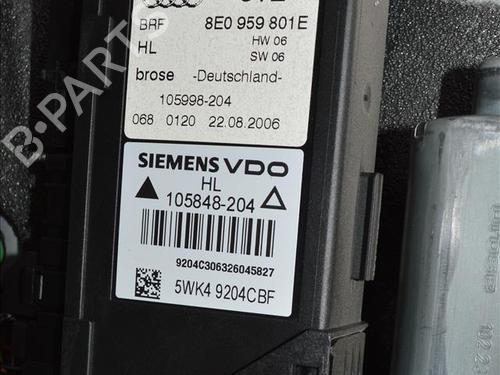 BRF 8E0 959 801E
HL HW 06
SW 06
brose -Deutschland-
105998-204
068 0120 22.08.2006
SIEMENS VDO
HL
105848-204
9204C306326045827
5WK4 9204CBF
B-PARTS